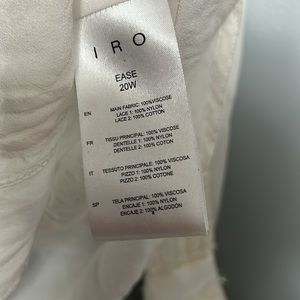 IRO
EASE
20W
EN MAIN FABRIC: 100%VISCOSE
LACE 1: 100% NYLON
LACE 2: 100% COTTON
FR TISSU PRINCIPAL: 100% VISCOSE
DENTELLE 1: 100% NYLON
DENTELLE 2: 100% COTON
IT TESSUTO PRINCIPALE: 100% VISCOSA
PIZZO 1: 100% NYLON
PIZZO 2: 100% COTONE
SP TELA PRINCIPAL: 100% VISCOSA
ENCAJE 1: 100% NYLON
ENCAJE 2: 100% ALGODÓN